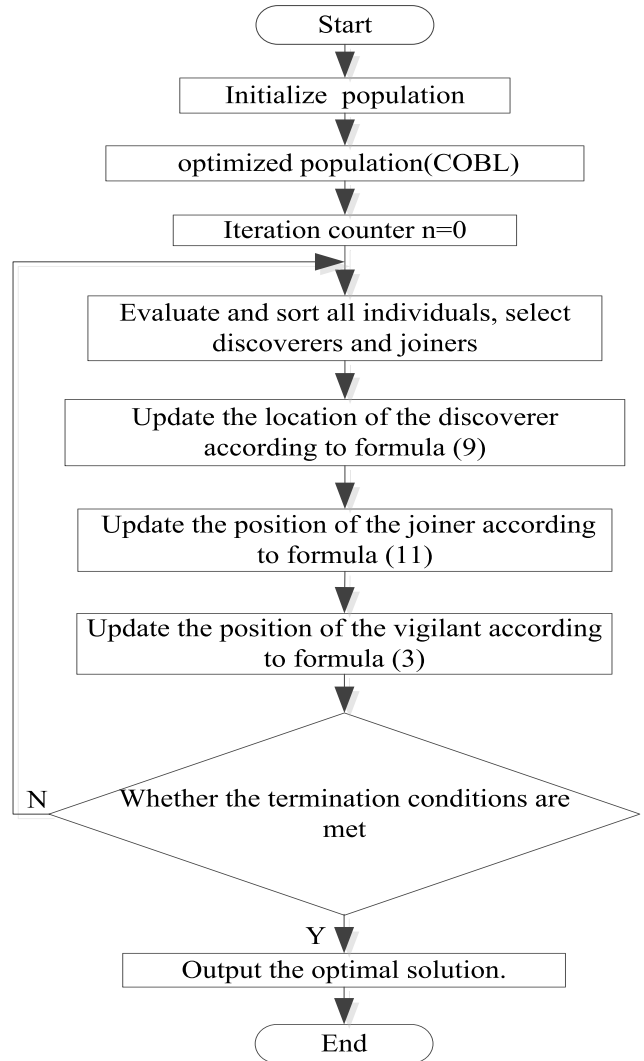 Start
Initialize population
optimized population(COBL)
Iteration counter n=0
Evaluate and sort all individuals, select
discoverers and joiners
Update the location of the discoverer
according to formula (9)
Update the position of the joiner according
to formula (11)
Update the position of the vigilant according
to formula (3)
N
Whether the termination conditions are
met
Y
Output the optimal solution.
End